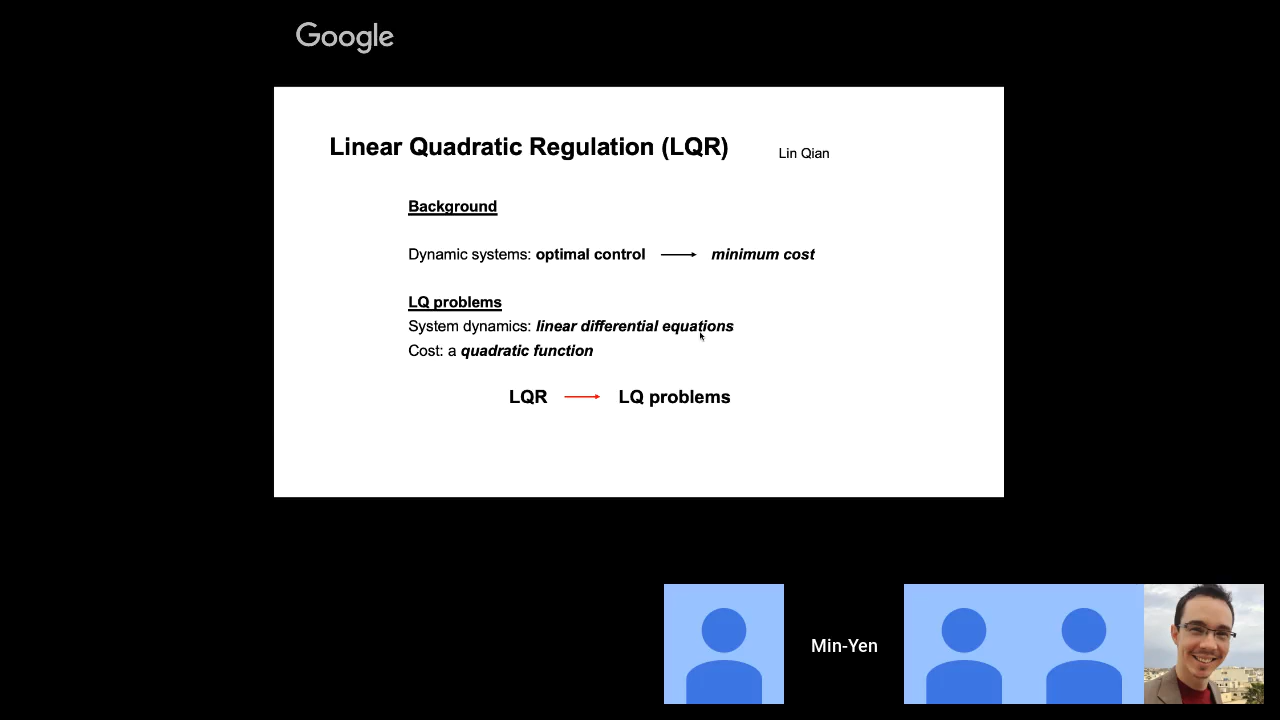 Google
Linear Quadratic Regulation (LQR)
Lin Qian
Background
Dynamic systems: optimal control minimum cost
LQ problems
System dynamics: linear differential equations
Cost: a quadratic function
LQR LQ problems
Min-Yen